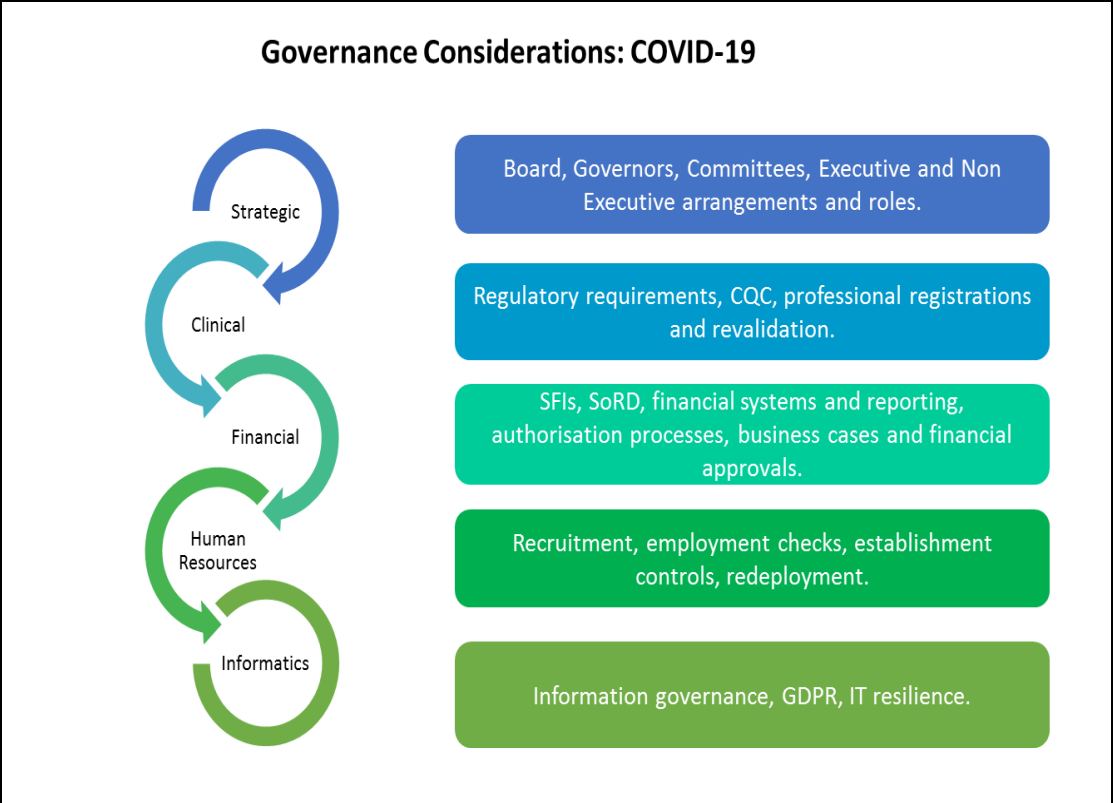 Governance Considerations: COVID-19
Strategic
Board, Governors, Committees, Executive and Non
Executive arrangements and roles.
Clinical
Regulatory requirements, CQC, professional registrations
and revalidation.
Financial
SFIs, SoRD, financial systems and reporting,
authorisation processes, business cases and financial
approvals.
Human
Resources
Recruitment, employment checks, establishment
controls, redeployment.
Informatics
Information governance, GDPR, IT resilience.